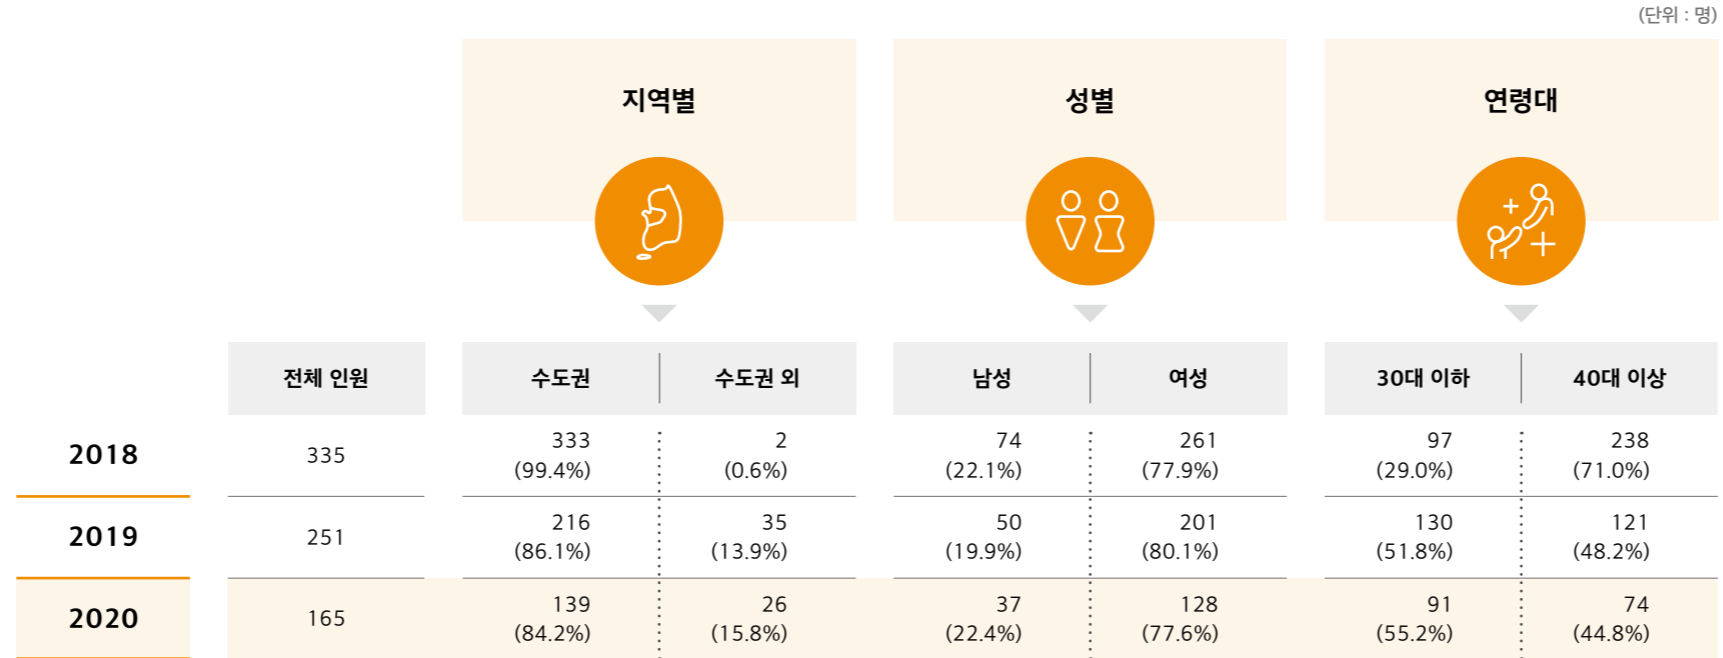 (단위 : 명)
지역별 성별 연령대
전체 인원 수도권 수도권 외 남성 여성 30대 이하 40대 이상
2018 335 333 2 74 261 97 238
(99.4%) (0.6%) (22.1%) (77.9%) (29.0%) (71.0%)
2019 251 216 35 50 201 130 121
(86.1%) (13.9%) (19.9%) (80.1%) (51.8%) (48.2%)
2020 165 139 26 37 128 91 74
(84.2%) (15.8%) (22.4%) (77.6%) (55.2%) (44.8%)